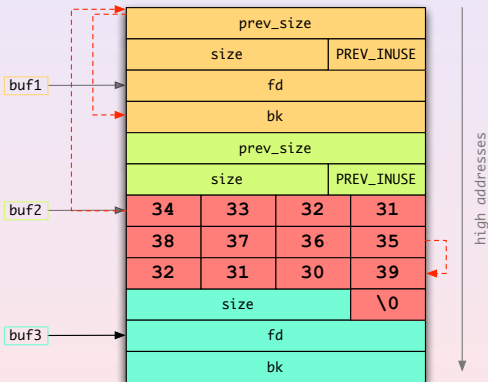 prev_size
size PREV_INUSE
buf1 fd
bk
prev_size
size PREV_INUSE
buf2 34 33 32 31
38 37 36 35
32 31 30 39
size \0
buf3 fd
bk
high addresses